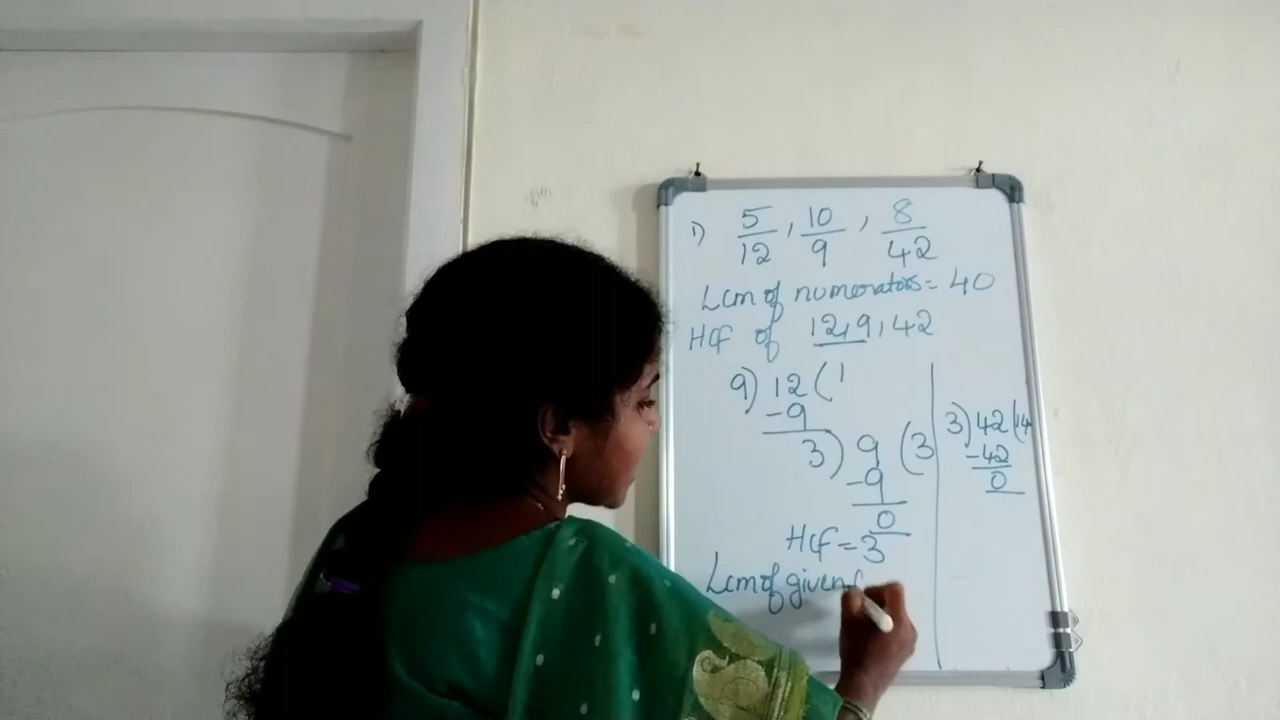 1) 5/12 , 10/9 , 8/42
Lcm of numerators = 40
Hcf of 12, 9, 42
9) 12 ( 1
-9
3) 9 ( 3
-9
0
Hcf = 3
Lcm of given
3) 42 ( 14
-42
0